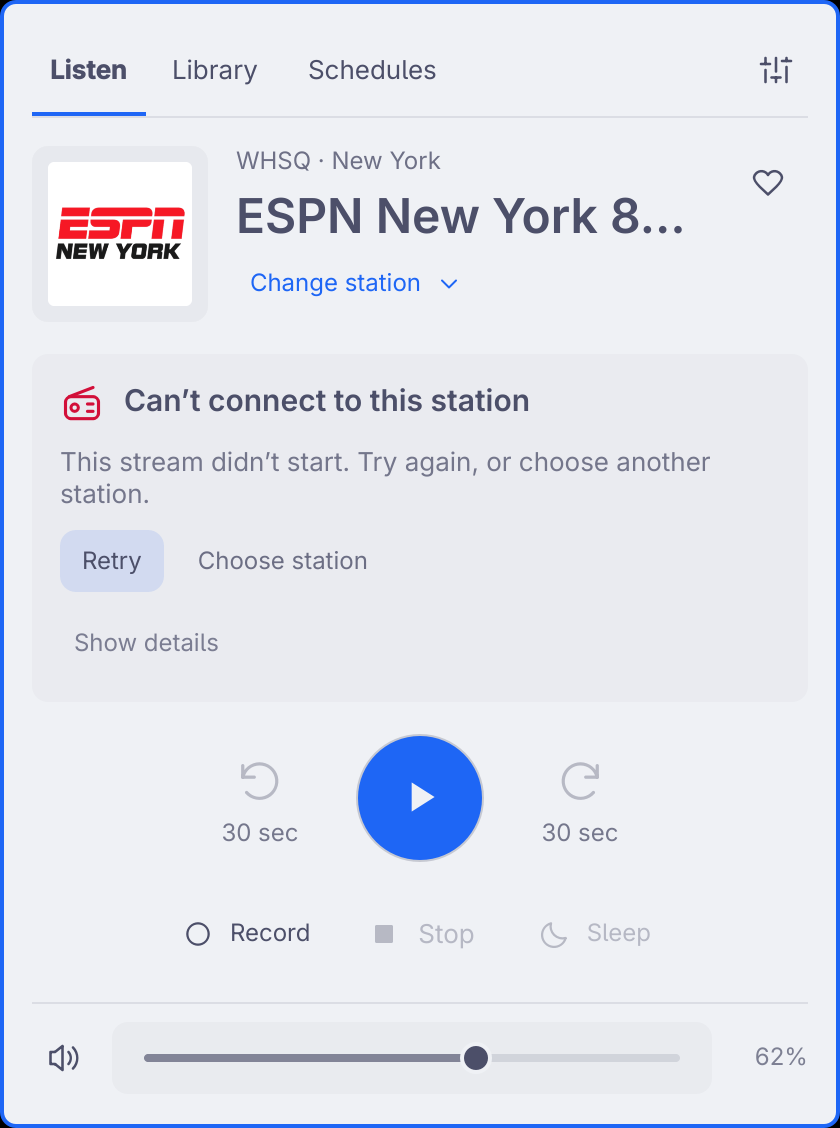 Listen Library Schedules
ESPN
NEW YORK
WHSQ · New York
ESPN New York 8...
Change station
Can’t connect to this station
This stream didn’t start. Try again, or choose another
station.
Retry Choose station
Show details
30 sec 30 sec
Record Stop Sleep
62%